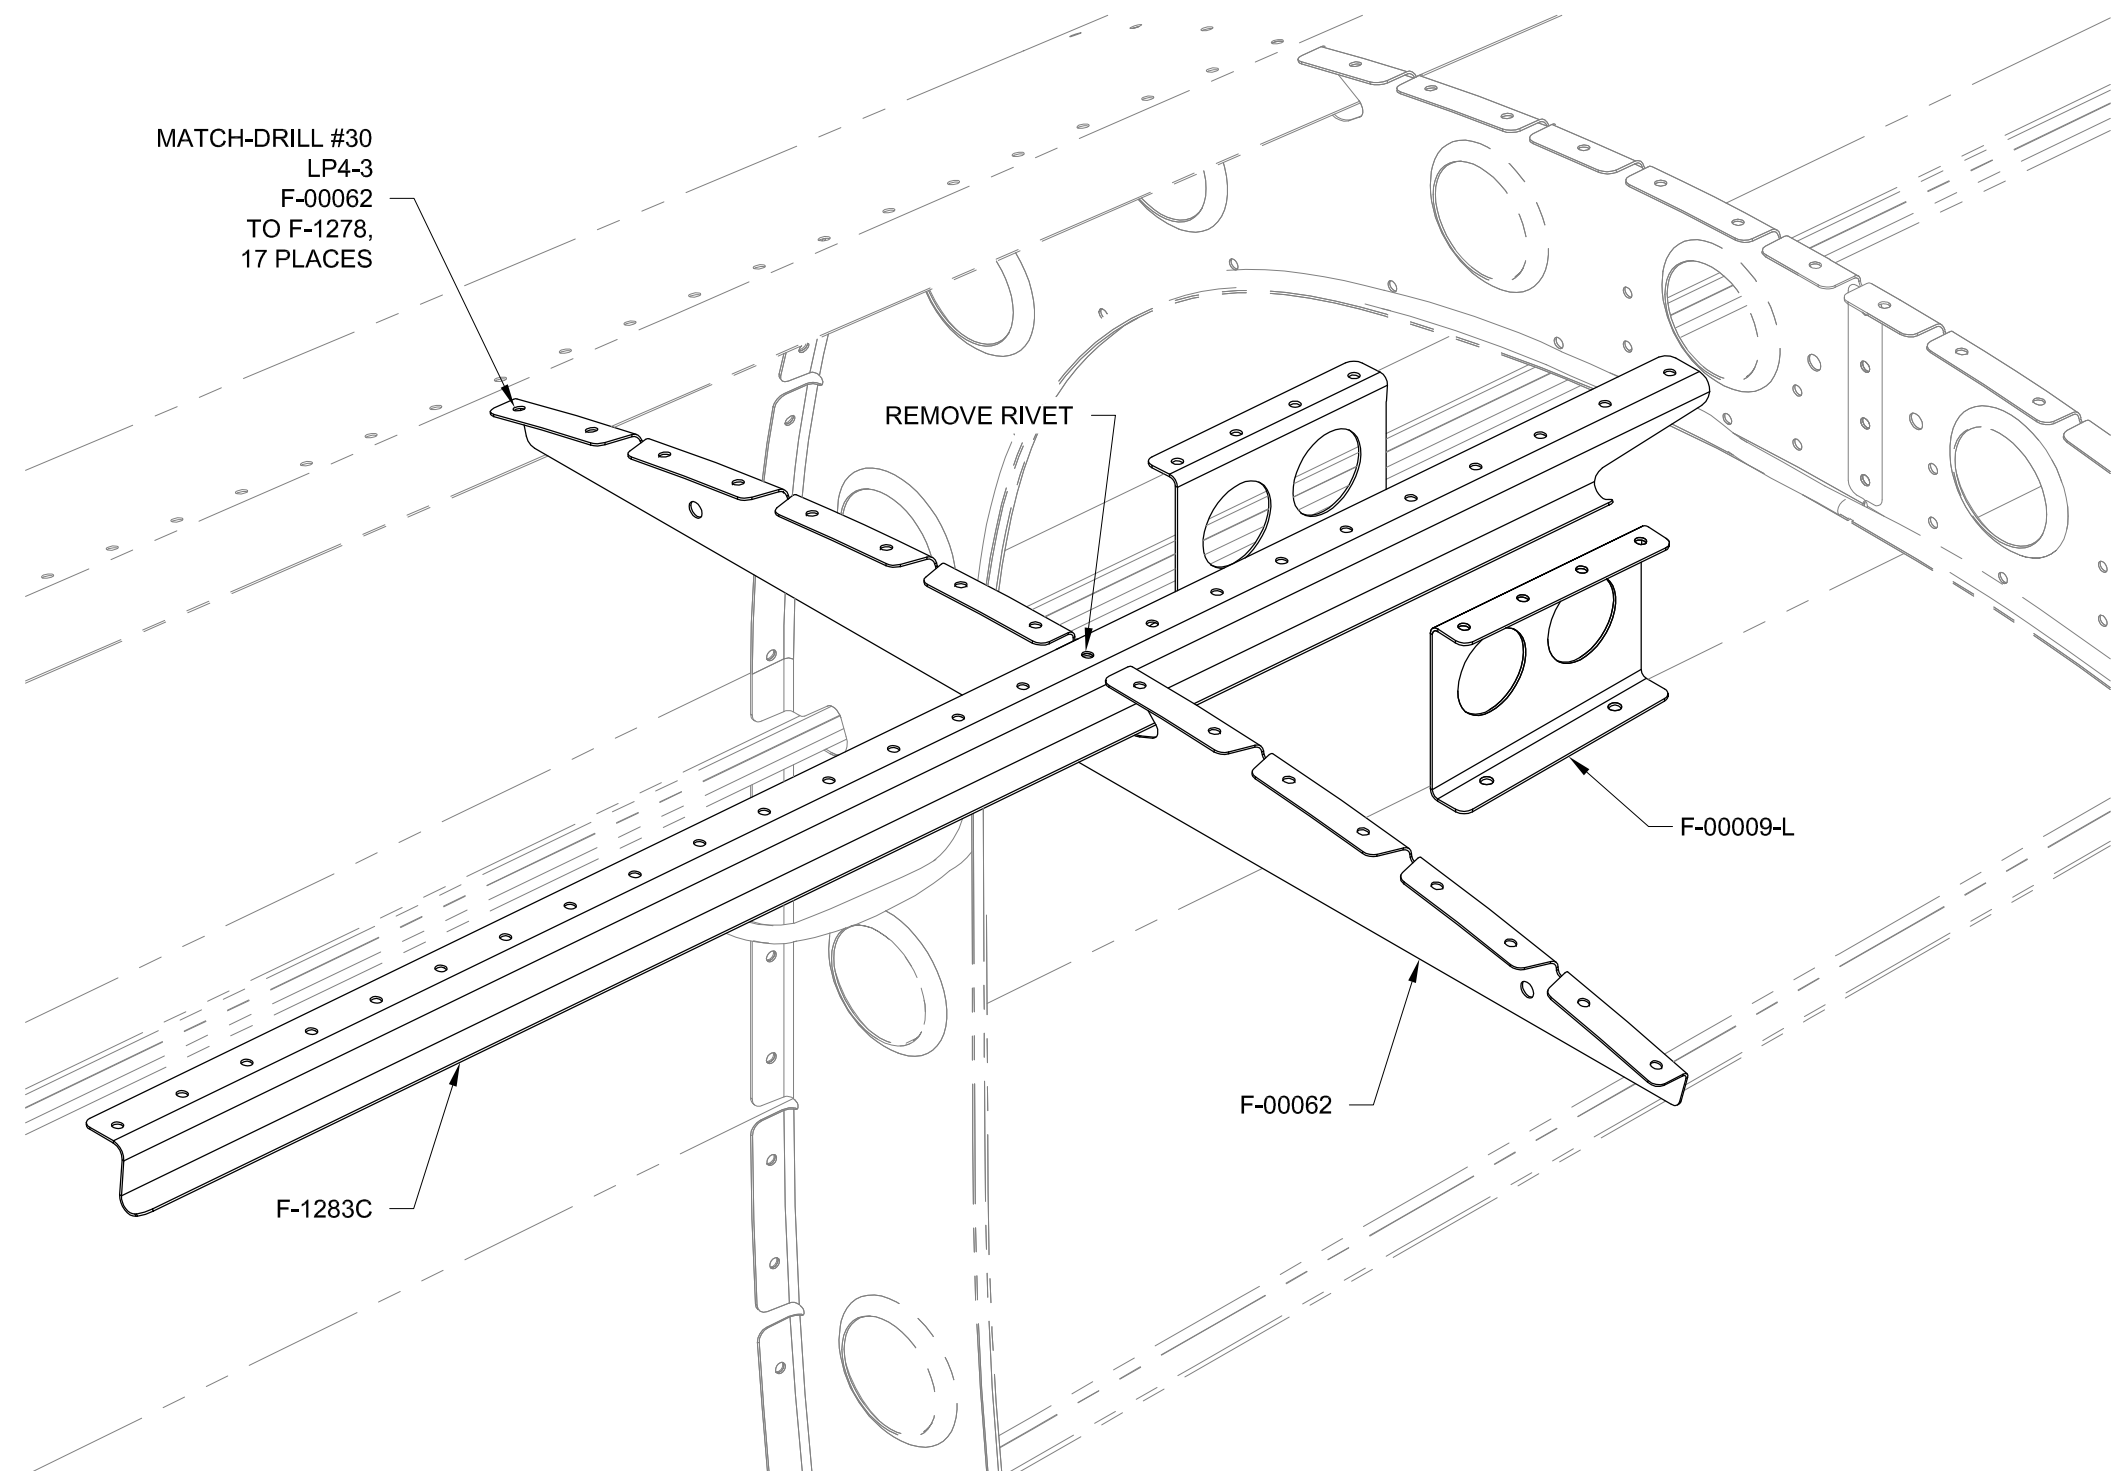 MATCH-DRILL #30
LP4-3
F-00062
TO F-1278,
17 PLACES
REMOVE RIVET
F-00009-L
F-00062
F-1283C